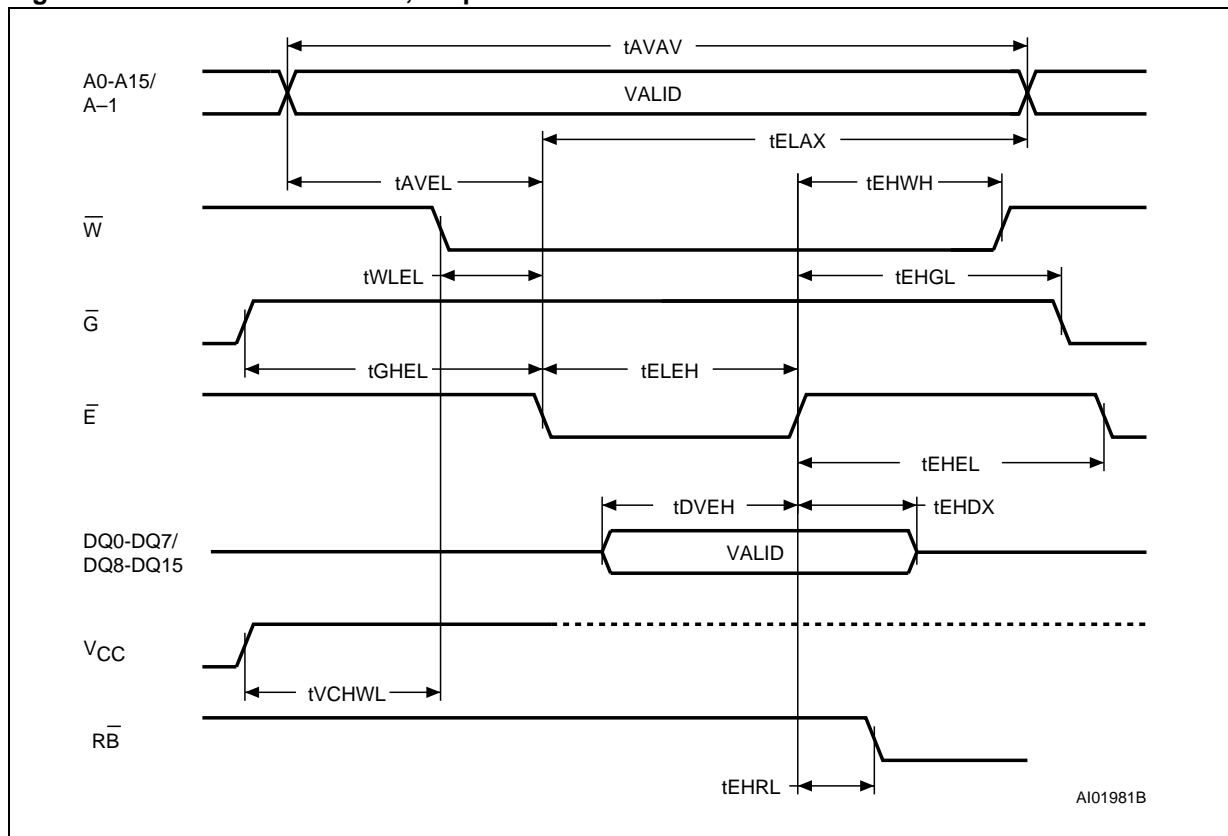 tAVAV
A0-A15/
A–1
VALID
tELAX
tAVEL
tEHWH
W̅
tWLEL
tEHGL
G̅
tGHEL
tELEH
E̅
tEHEL
tDVEH
tEHDX
DQ0-DQ7/
DQ8-DQ15
VALID
VCC
tVCHWL
RB̅
tEHRL
AI01981B